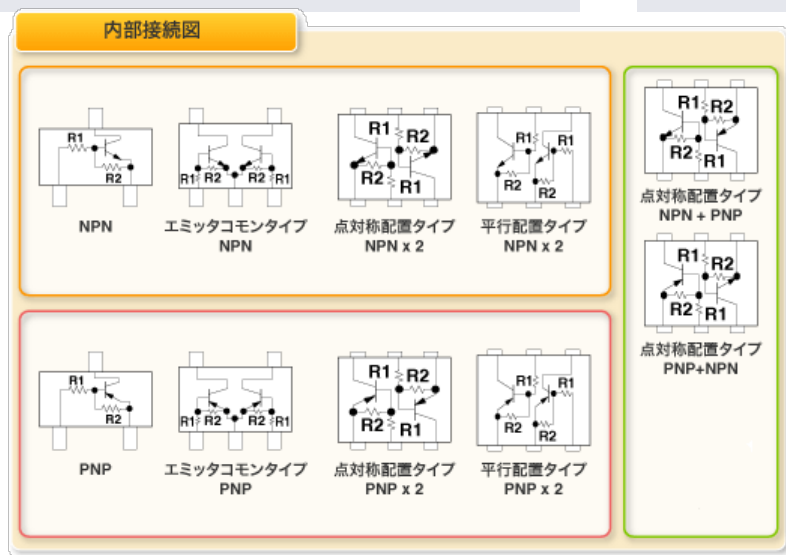 内部接続図
R1
R2
NPN
R1 R2 R2 R1
エミッタコモンタイプ
NPN
R1 R2
R2 R1
点対称配置タイプ
NPN x 2
R1 R1
R2
R2
平行配置タイプ
NPN x 2
R1
R2
PNP
R1 R2 R2 R1
エミッタコモンタイプ
PNP
R1 R2
R2 R1
点対称配置タイプ
PNP x 2
R1 R1
R2
R2
平行配置タイプ
PNP x 2
R1 R2
R2 R1
点対称配置タイプ
NPN + PNP
R1 R2
R2 R1
点対称配置タイプ
PNP+NPN